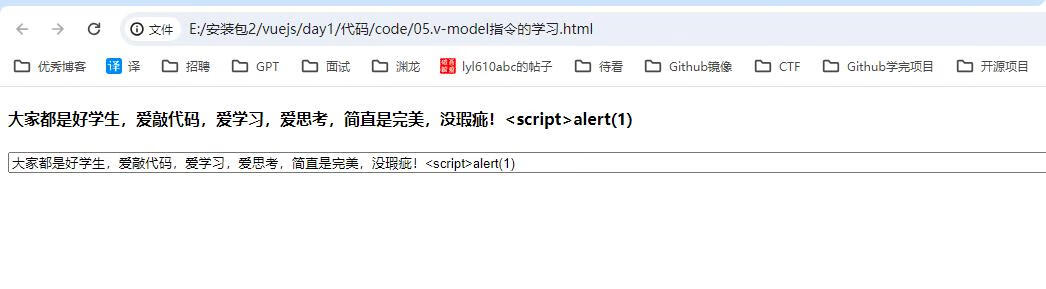 文件 E:/安装包2/vuejs/day1/代码/code/05.v-model指令的学习.html
优秀博客 译 译 招聘 GPT 面试 渊龙 lyl610abc的帖子 待看 Github镜像 CTF Github学完项目 开源项目
大家都是好学生，爱敲代码，爱学习，爱思考，简直是完美，没瑕疵！<script>alert(1)
大家都是好学生，爱敲代码，爱学习，爱思考，简直是完美，没瑕疵！<script>alert(1)